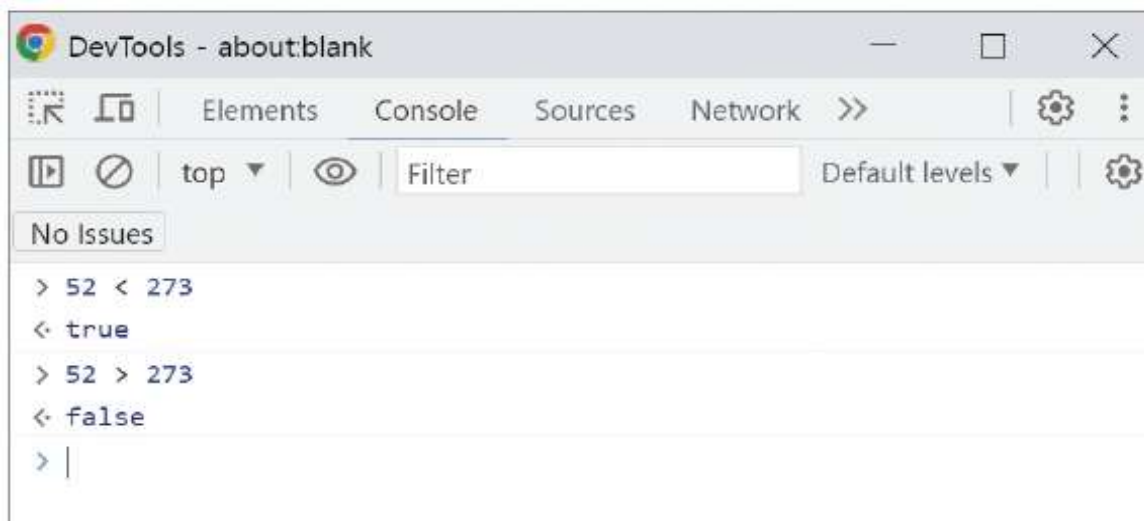 DevTools - about:blank
Elements Console Sources Network
top Filter Default levels
No Issues
> 52 < 273
<· true
> 52 > 273
<· false
>